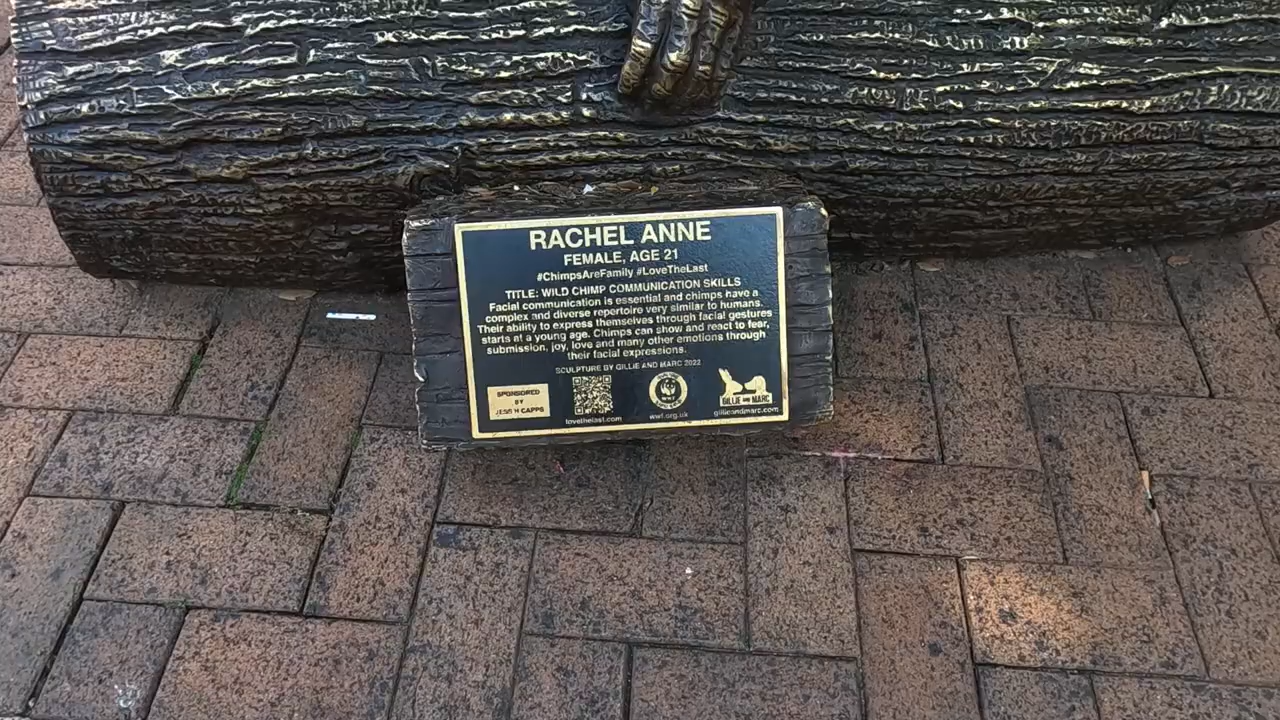 RACHEL ANNE
FEMALE, AGE 21
#ChimpsAreFamily #LoveTheLast
TITLE: WILD CHIMP COMMUNICATION SKILLS
Facial communication is essential and chimps have a
complex and diverse repertoire very similar to humans.
Their ability to express themselves through facial gestures
starts at a young age. Chimps can show and react to fear,
submission, joy, love and many other emotions through
their facial expressions.
SCULPTURE BY GILLIE AND MARC 2022
SPONSORED
BY
CAPPS
WWF
GILLIE AND MARC
lovethelast.com
wwf.org.uk
gillieandmarc.com